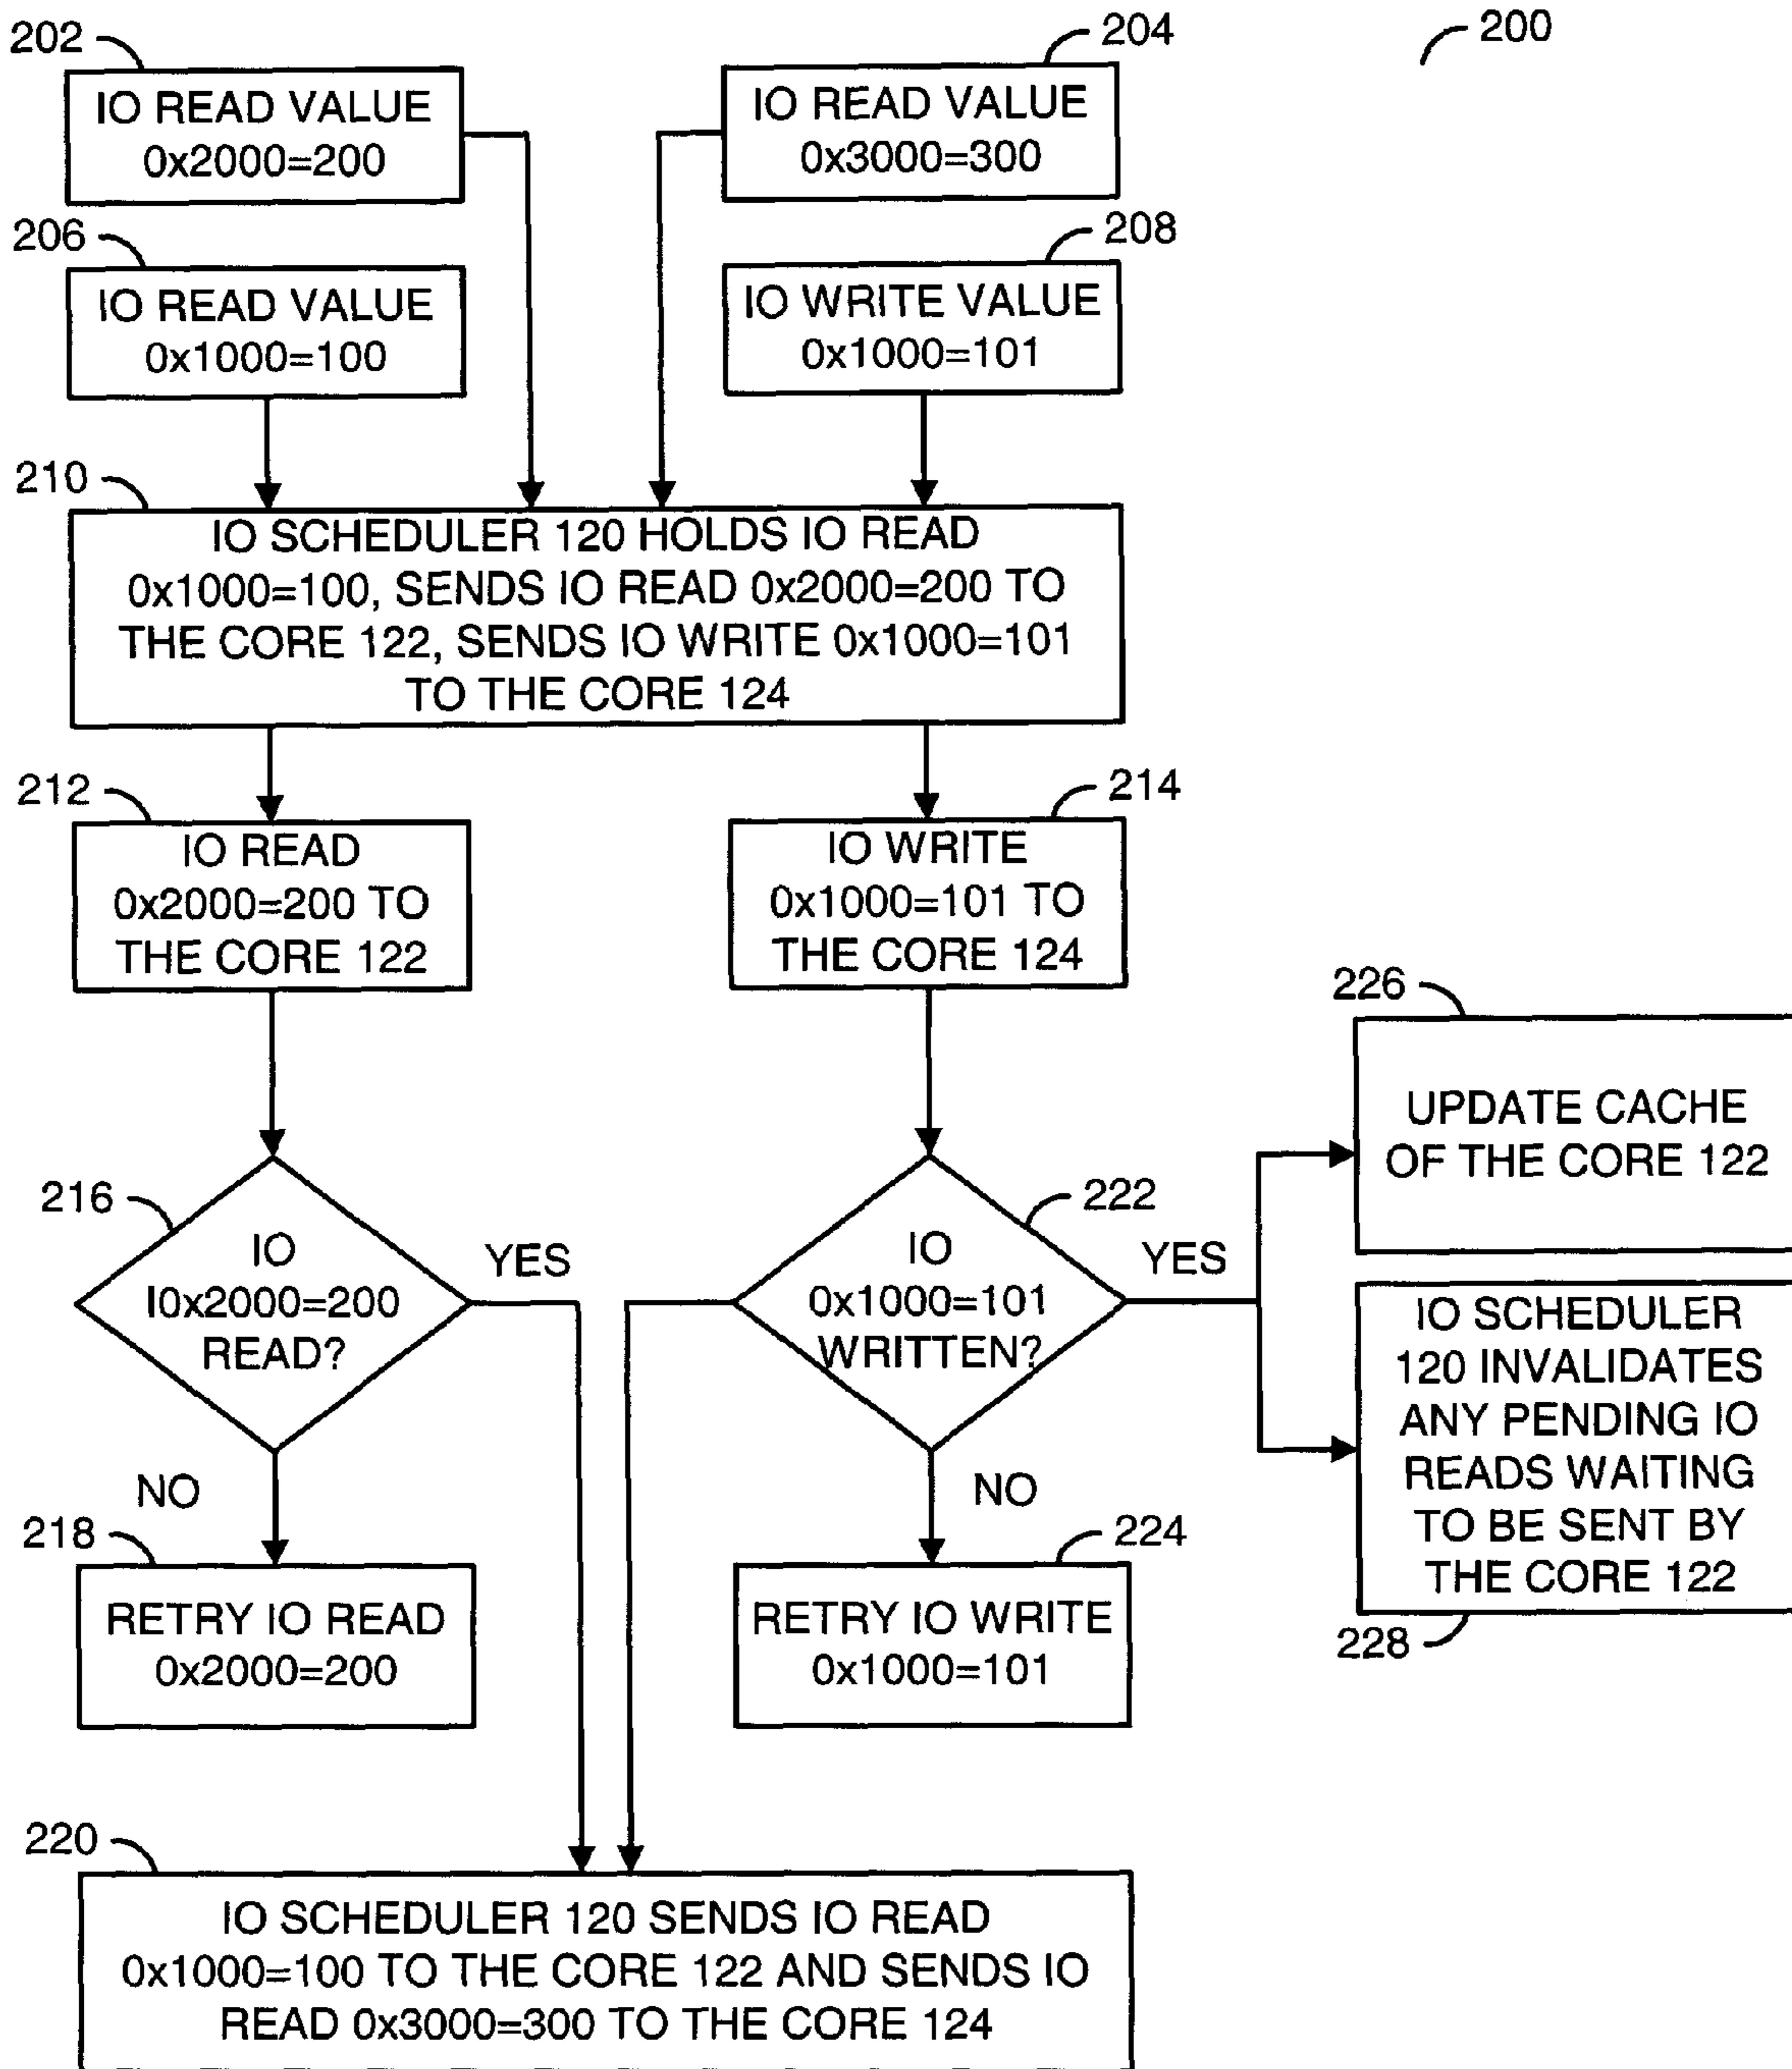 202
204
200
IO READ VALUE
0x2000=200
IO READ VALUE
0x3000=300
206
208
IO READ VALUE
0x1000=100
IO WRITE VALUE
0x1000=101
210
IO SCHEDULER 120 HOLDS IO READ
0x1000=100, SENDS IO READ 0x2000=200 TO
THE CORE 122, SENDS IO WRITE 0x1000=101
TO THE CORE 124
212
214
IO READ
0x2000=200 TO
THE CORE 122
IO WRITE
0x1000=101 TO
THE CORE 124
226
UPDATE CACHE
OF THE CORE 122
216
IO
I0x2000=200
READ?
YES
NO
222
IO
0x1000=101
WRITTEN?
YES
NO
IO SCHEDULER
120 INVALIDATES
ANY PENDING IO
READS WAITING
TO BE SENT BY
THE CORE 122
228
218
RETRY IO READ
0x2000=200
224
RETRY IO WRITE
0x1000=101
220
IO SCHEDULER 120 SENDS IO READ
0x1000=100 TO THE CORE 122 AND SENDS IO
READ 0x3000=300 TO THE CORE 124